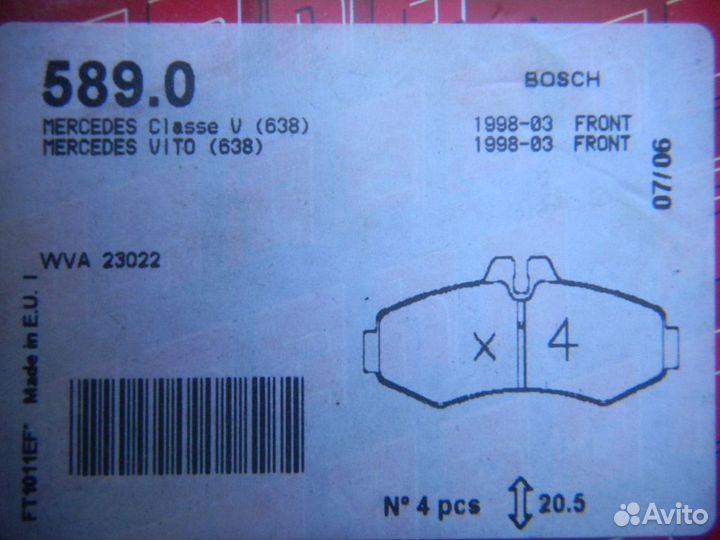 589.0
BOSCH
MERCEDES Classe V (638) 1998-03 FRONT
MERCEDES VITO (638) 1998-03 FRONT
07/06
WVA 23022
x 4
FT1011EF* Made in E.U. I
N° 4 pcs 20.5
Avito